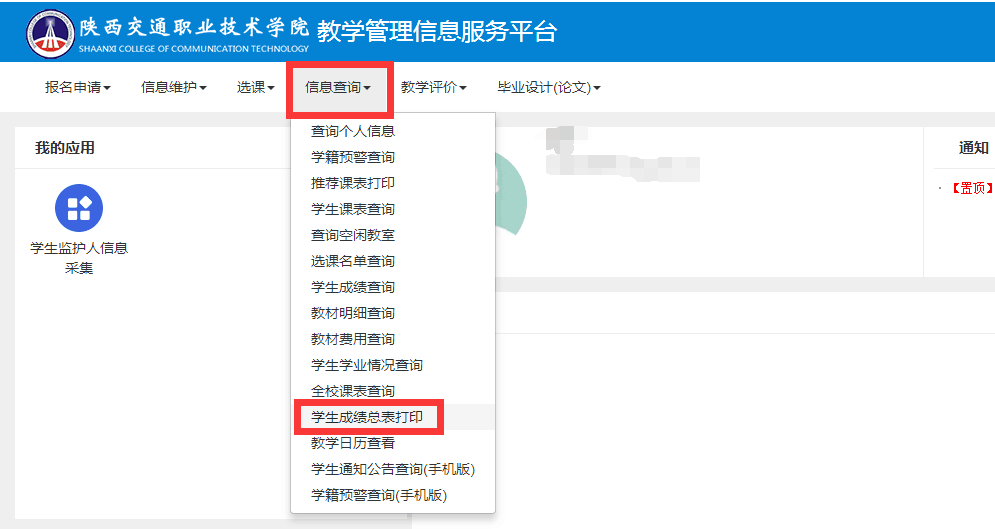 陕西交通职业技术学院 教学管理信息服务平台
SHAANXI COLLEGE OF COMMUNICATION TECHNOLOGY
报名申请 信息维护 选课 信息查询 教学评价 毕业设计(论文)
我的应用
学生监护人信息
采集
查询个人信息
学籍预警查询
推荐课表打印
学生课表查询
查询空闲教室
选课名单查询
学生成绩查询
教材明细查询
教材费用查询
学生学业情况查询
全校课表查询
学生成绩总表打印
教学日历查看
学生通知公告查询(手机版)
学籍预警查询(手机版)
通知
【置顶】